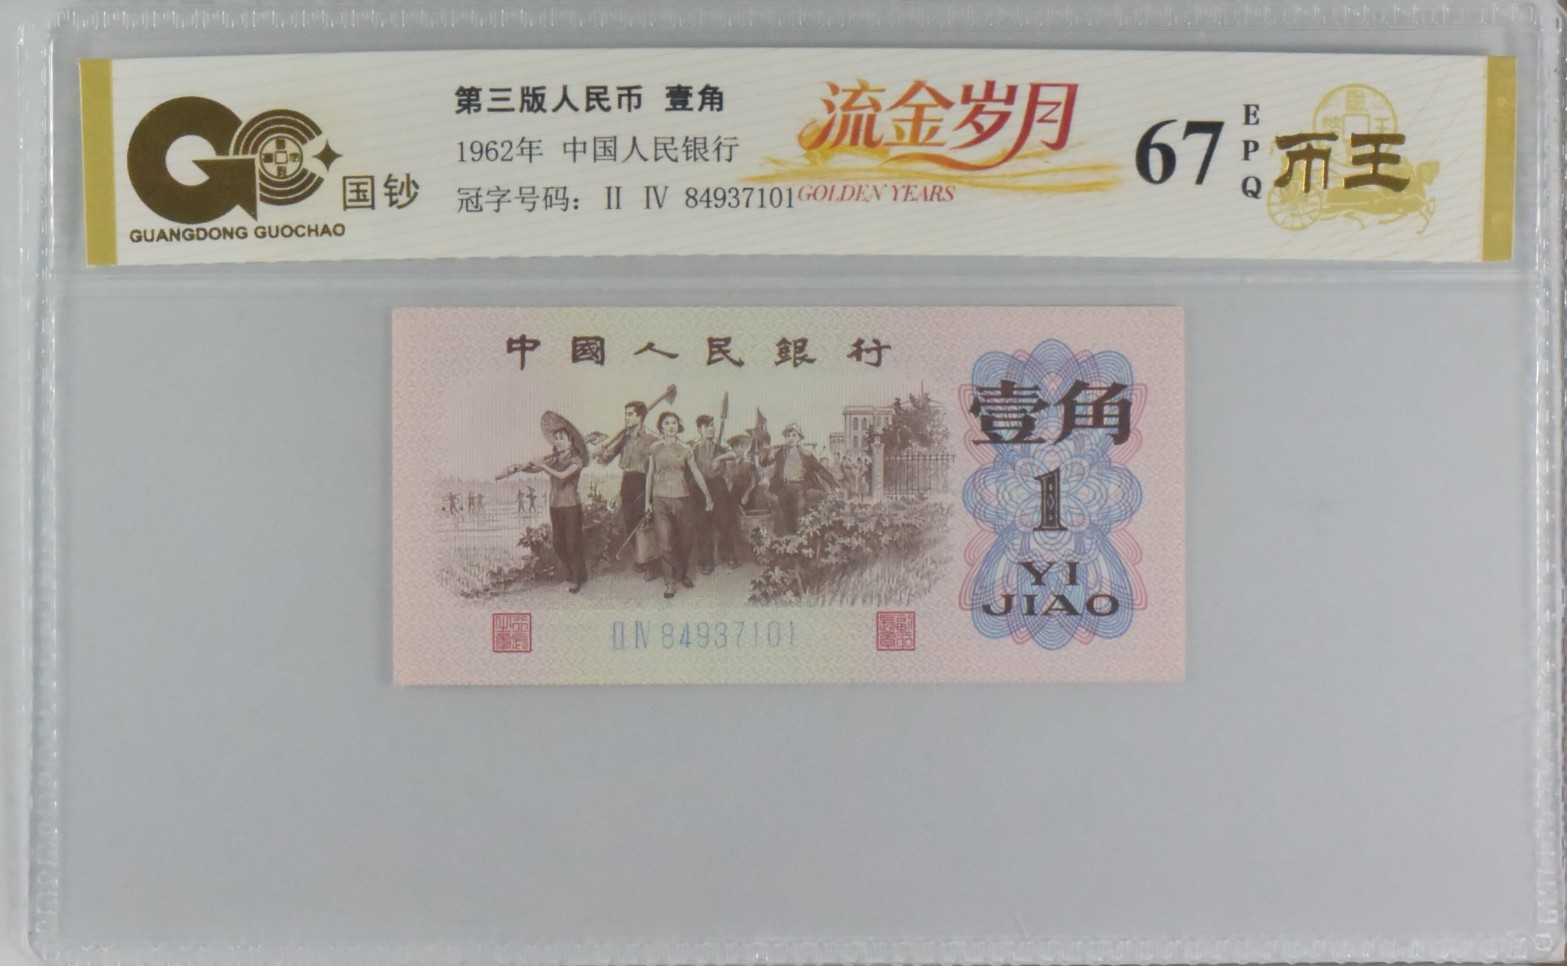 国钞
GUANGDONG GUOCHAO
第三版人民币 壹角
1962年 中国人民银行
冠字号码: II IV 84937101
流金岁月
GOLDEN YEARS
67
EPQ
币王
中國人民銀行
壹角
1
YI
JIAO
II IV 84937101